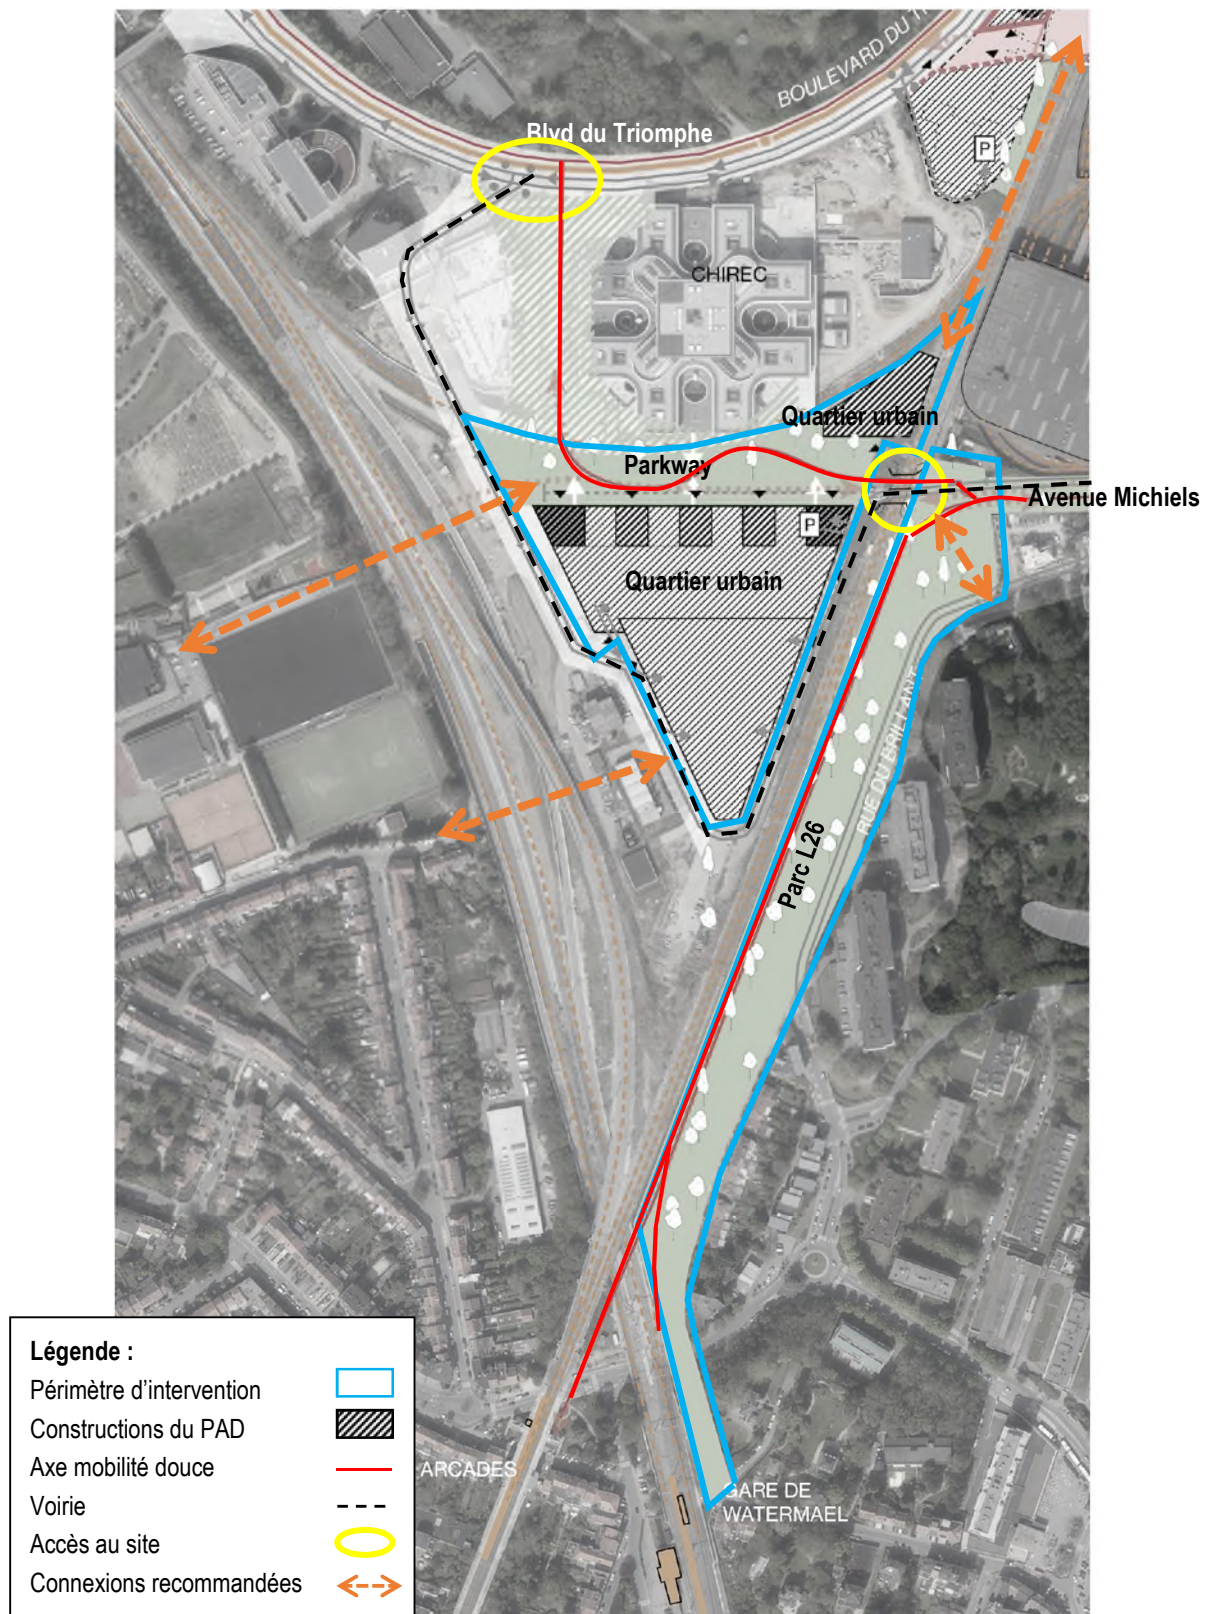 BOULEVARD DU T
Blvd du Triomphe
P
CHIREC
Quartier urbain
Parkway
Avenue Michiels
P
Quartier urbain
RUE DU BRILLANT
Parc L26
Légende :
Périmètre d'intervention
Constructions du PAD
Axe mobilité douce
Voirie
Accès au site
Connexions recommandées
ARCADES
GARE DE
WATERMAEL